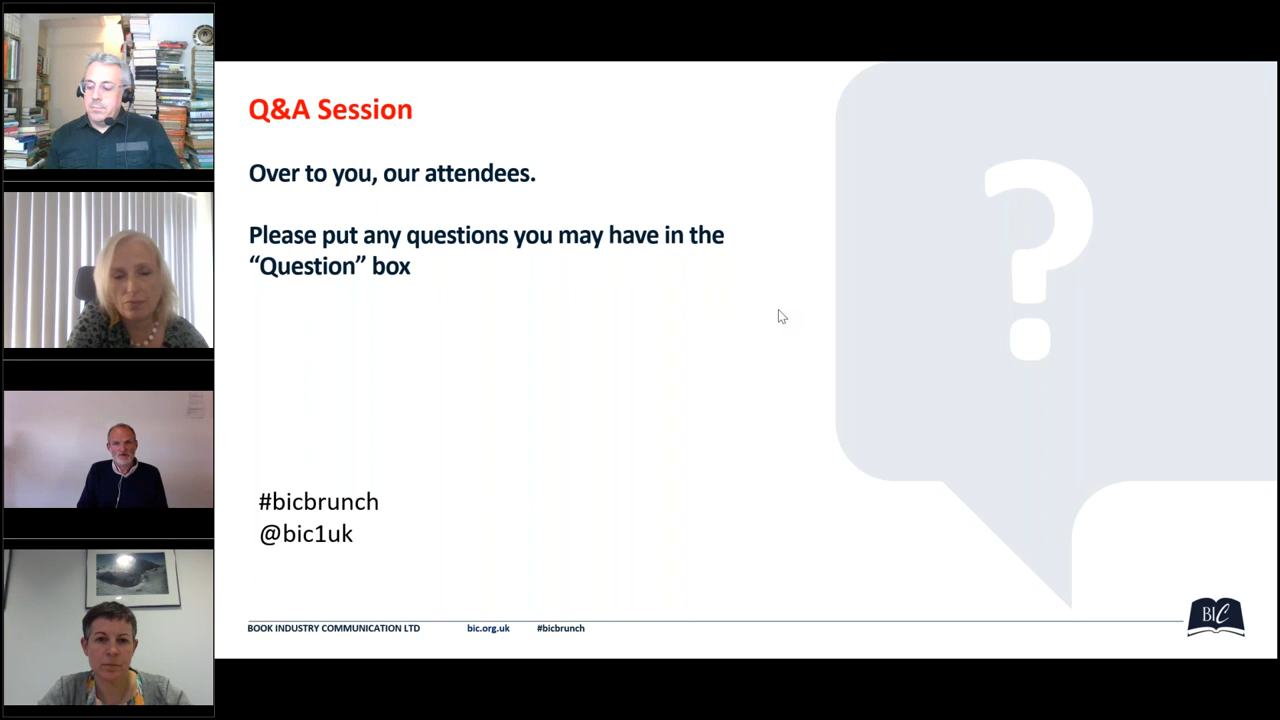 Q&A Session
Over to you, our attendees.
Please put any questions you may have in the
“Question” box
?
#bicbrunch
@bic1uk
BOOK INDUSTRY COMMUNICATION LTD bic.org.uk #bicbrunch
BIC